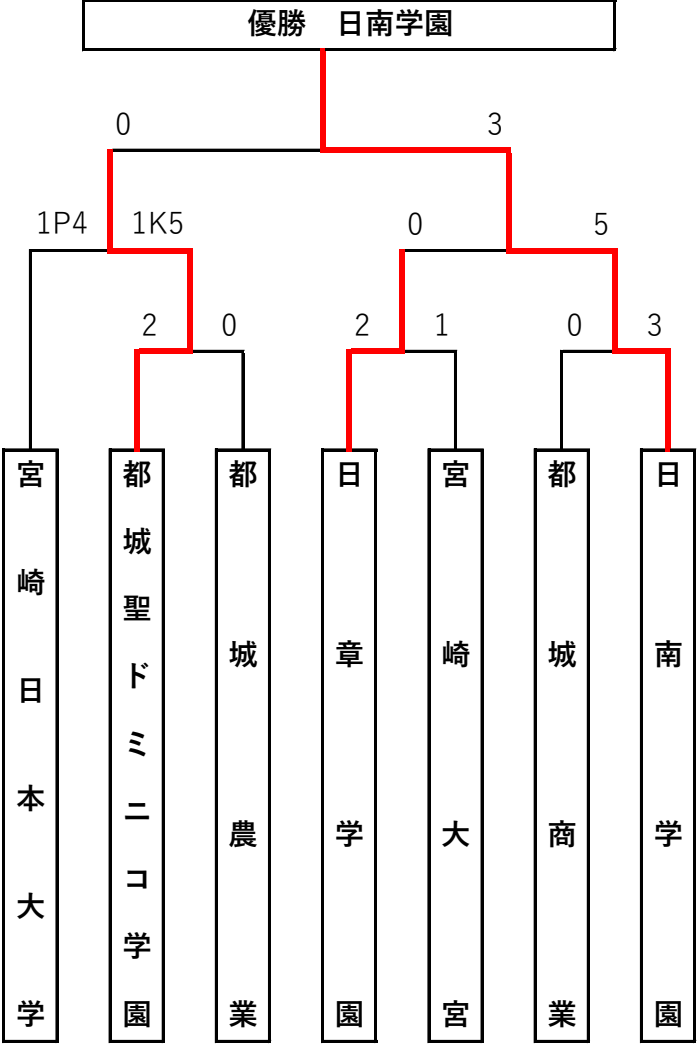 優勝　日南学園
0
3
1P4
1K5
0
5
2
0
2
1
0
3
宮崎日本大学
都城聖ドミニコ学園
都城農業
日章学園
宮崎大宮
都城商業
日南学園